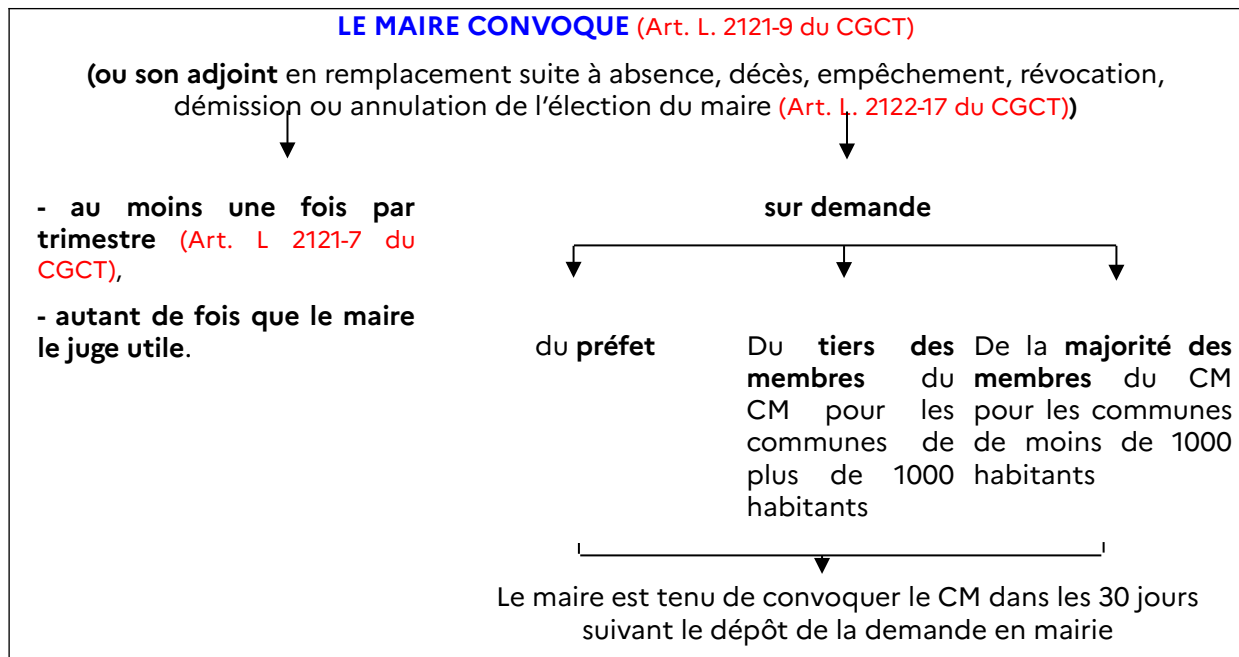 LE MAIRE CONVOQUE (Art. L. 2121-9 du CGCT)
(ou son adjoint en remplacement suite à absence, décès, empêchement, révocation,
démission ou annulation de l’élection du maire (Art. L. 2122-17 du CGCT))
- au moins une fois par
trimestre (Art. L 2121-7 du
CGCT),
- autant de fois que le maire
le juge utile.
sur demande
du préfet
Du tiers des
membres du
CM pour les
communes de
plus de 1000
habitants
De la majorité des
membres du CM
pour les communes
de moins de 1000
habitants
Le maire est tenu de convoquer le CM dans les 30 jours
suivant le dépôt de la demande en mairie